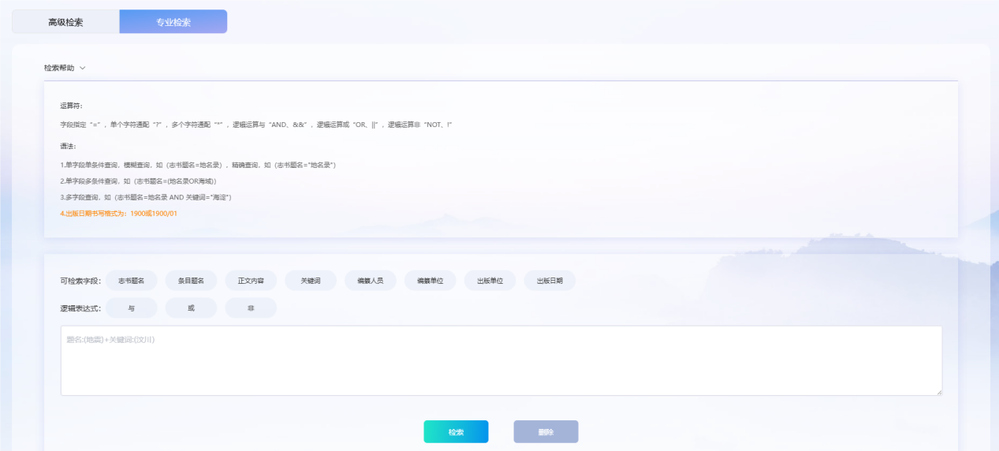 高级检索 专业检索
检索帮助
运算符:
字段指定 "="，单个字符通配 "?"，多个字符通配 "*"，逻辑运算与 "AND、&&"，逻辑运算或 "OR、||"，逻辑运算非 "NOT、!"
语法:
1.单字段单条件查询，模糊查询，如（志书题名=地名录），精确查询，如（志书题名="地名录"）
2.单字段多条件查询，如（志书题名=(地名录OR海域)）
3.多字段查询，如（志书题名=地名录 AND 关键词="海淀"）
4.出版日期书写格式为：1900或1900/01
可检索字段: 志书题名 条目题名 正文内容 关键词 编纂人员 编纂单位 出版单位 出版日期
逻辑表达式: 与 或 非
题名:(地震)+关键词:(汶川)
检索 删除